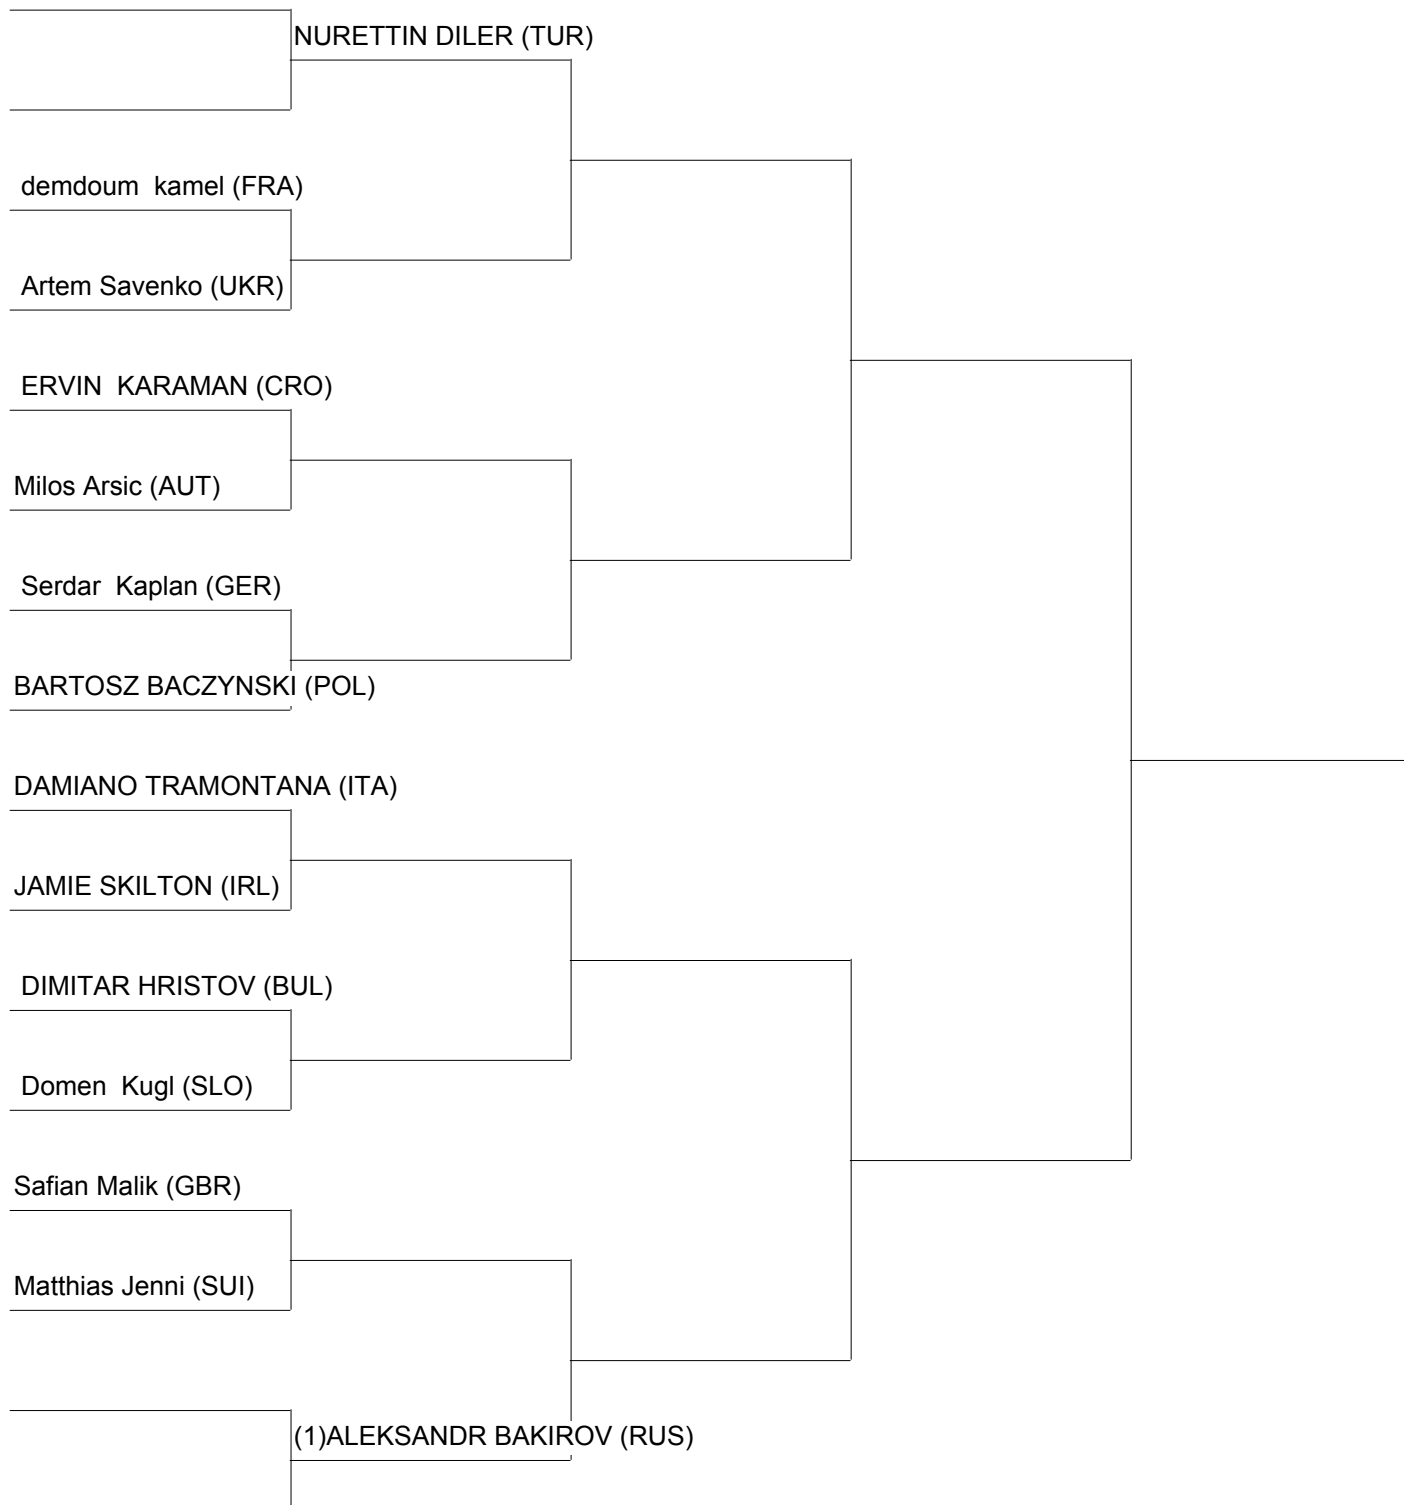 NURETTIN DILER (TUR)
demdoum  kamel (FRA)
Artem Savenko (UKR)
ERVIN  KARAMAN (CRO)
Milos Arsic (AUT)
Serdar  Kaplan (GER)
BARTOSZ BACZYNSKI (POL)
DAMIANO TRAMONTANA (ITA)
JAMIE SKILTON (IRL)
DIMITAR HRISTOV (BUL)
Domen  Kugl (SLO)
Safian Malik (GBR)
Matthias Jenni (SUI)
(1)ALEKSANDR BAKIROV (RUS)